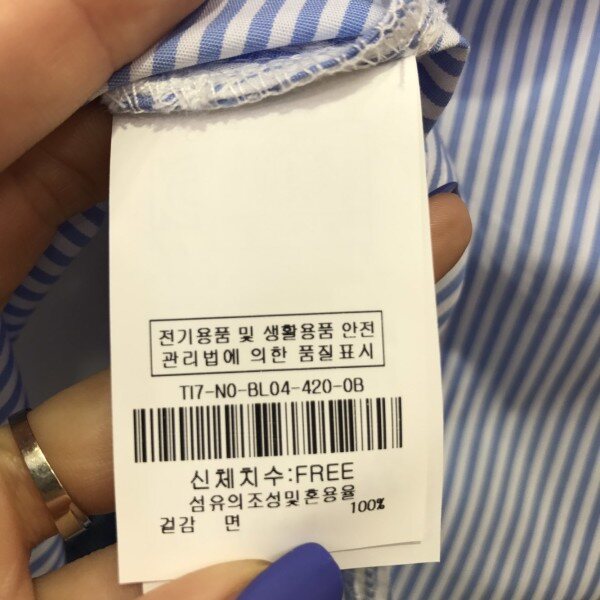 전기용품 및 생활용품 안전
관리법에 의한 품질표시
TI7-NO-BL04-420-0B
신체치수:FREE
섬유의조성및혼용율
겉감 면 100%